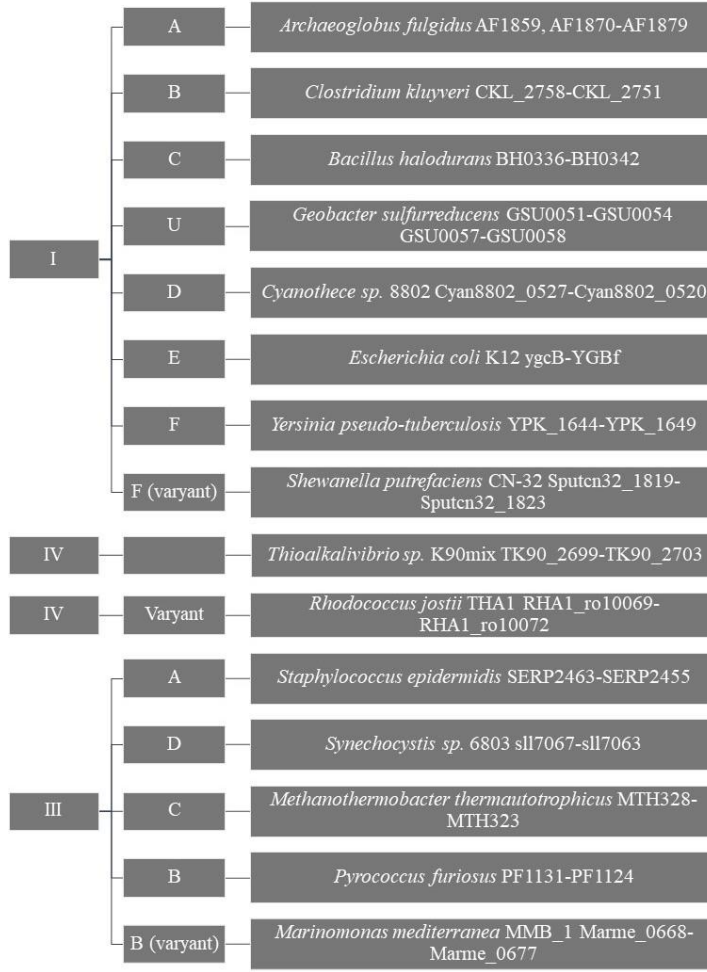 A
Archaeoglobus fulgidus AF1859, AF1870-AF1879
B
Clostridium kluyveri CKL_2758-CKL_2751
C
Bacillus halodurans BH0336-BH0342
U
Geobacter sulfurreducens GSU0051-GSU0054
GSU0057-GSU0058
I
D
Cyanothece sp. 8802 Cyan8802_0527-Cyan8802_0520
E
Escherichia coli K12 ygcB-YGBf
F
Yersinia pseudo-tuberculosis YPK_1644-YPK_1649
F (varyant)
Shewanella putrefaciens CN-32 Sputcn32_1819-
Sputcn32_1823
IV
Thioalkalivibrio sp. K90mix TK90_2699-TK90_2703
IV
Varyant
Rhodococcus jostii THA1 RHA1_ro10069-
RHA1_ro10072
A
Staphylococcus epidermidis SERP2463-SERP2455
D
Synechocystis sp. 6803 sll7067-sll7063
III
C
Methanothermobacter thermautotrophicus MTH328-
MTH323
B
Pyrococcus furiosus PF1131-PF1124
B (varyant)
Marinomonas mediterranea MMB_1 Marme_0668-
Marme_0677